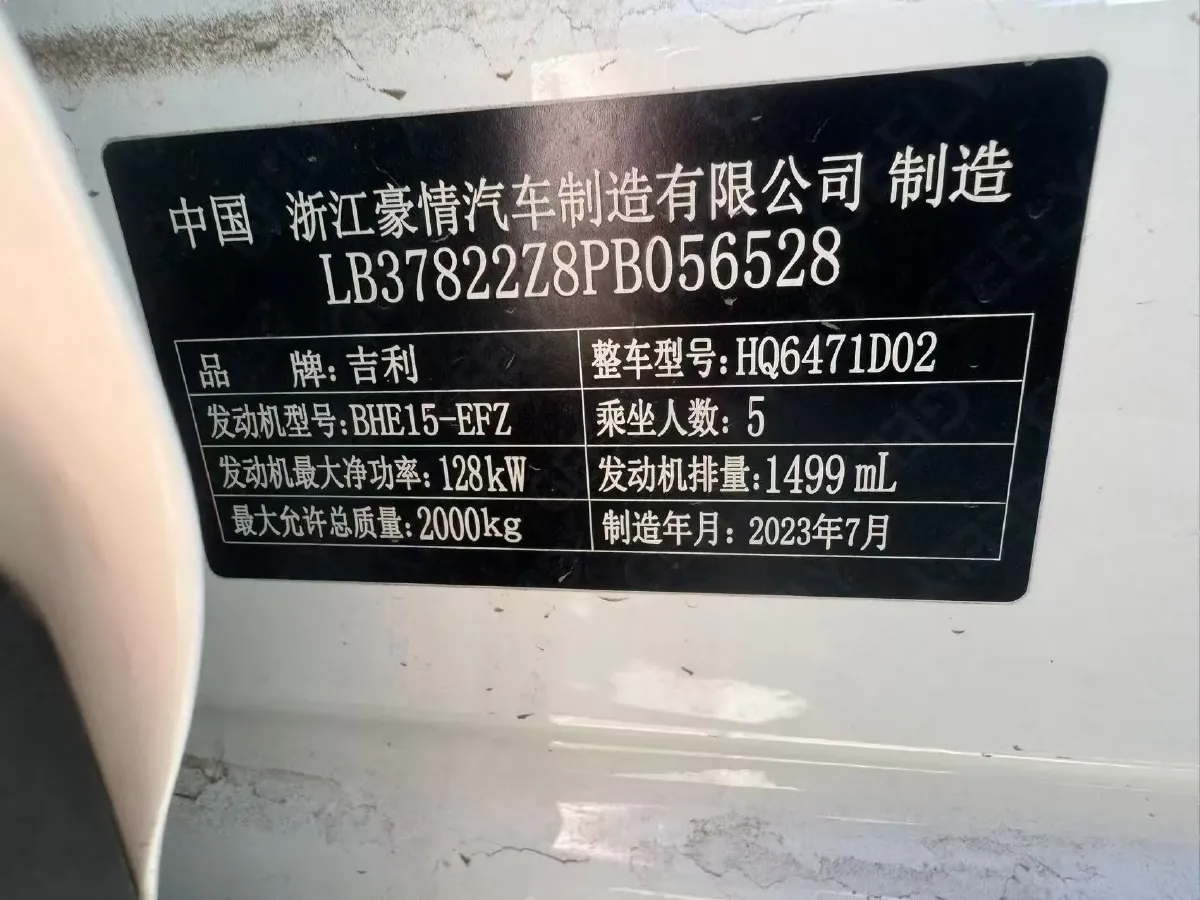 中国 浙江豪情汽车制造有限公司 制造
LB37822Z8PB056528
品 牌: 吉利 整车型号: HQ6471D02
发动机型号: BHE15-EFZ 乘坐人数: 5
发动机最大净功率: 128kW 发动机排量: 1499 mL
最大允许总质量: 2000kg 制造年月: 2023年7月